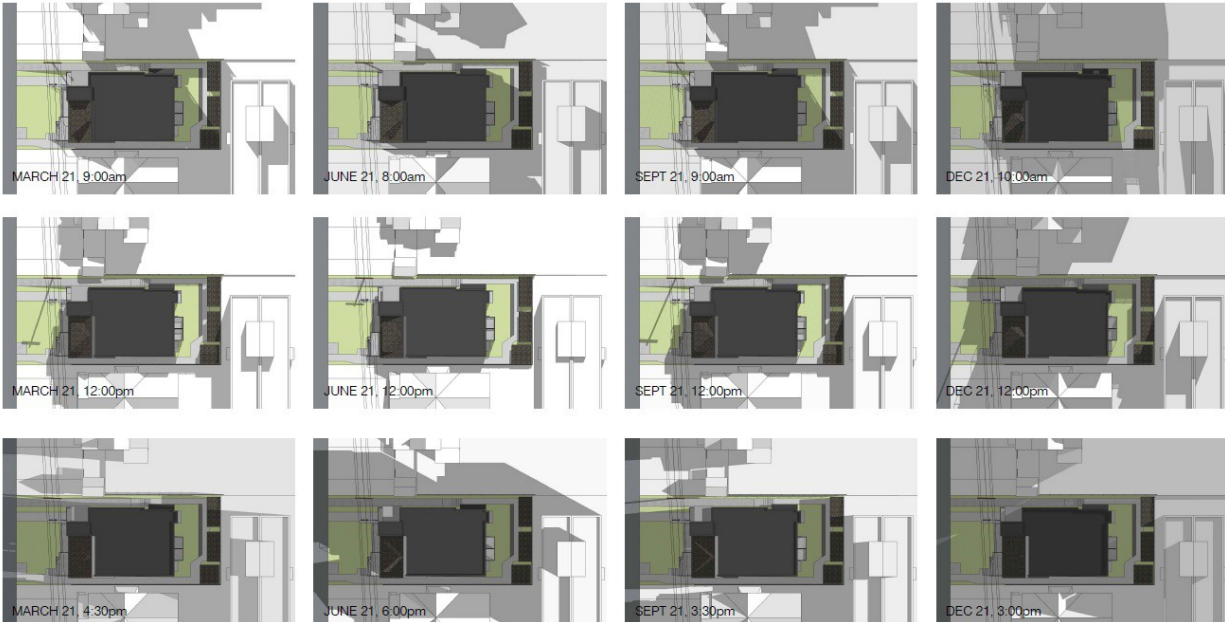 MARCH 21, 9:00am
JUNE 21, 8:00am
SEPT 21, 9:00am
DEC 21, 10:00am
MARCH 21, 12:00pm
JUNE 21, 12:00pm
SEPT 21, 12:00pm
DEC 21, 12:00pm
MARCH 21, 4:30pm
JUNE 21, 6:00pm
SEPT 21, 3:30pm
DEC 21, 3:00pm